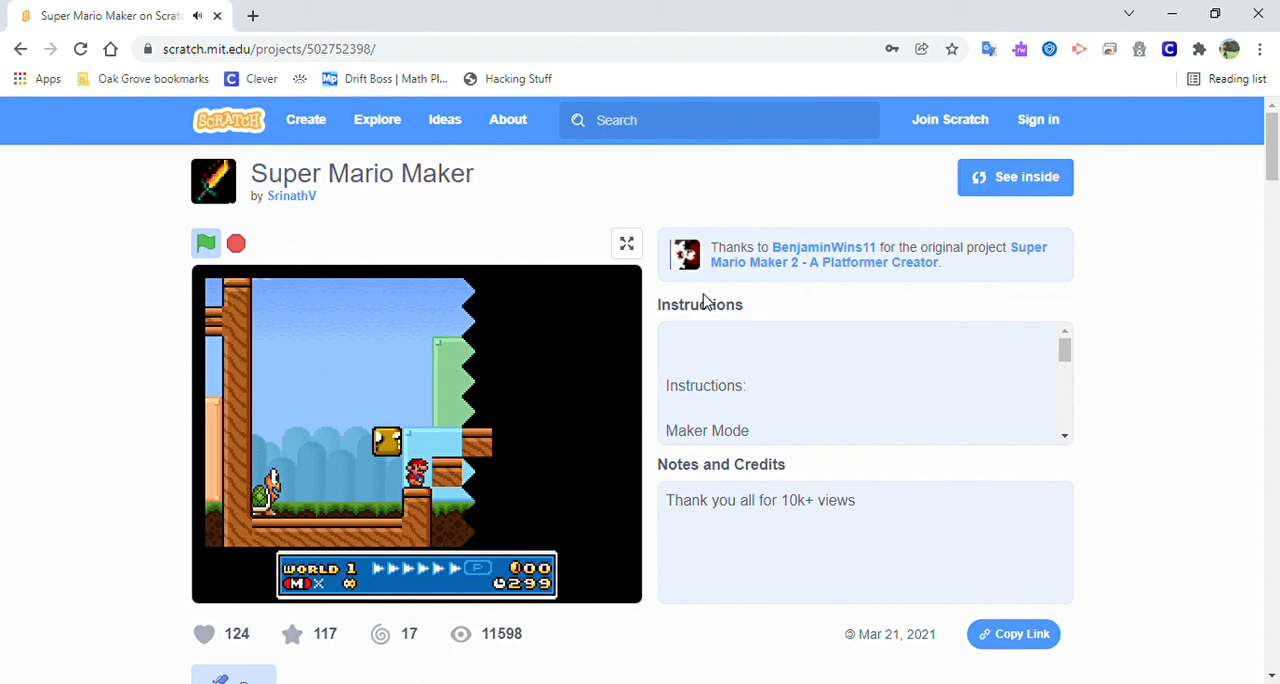 Super Mario Maker on Scratc
scratch.mit.edu/projects/502752398/
Apps Oak Grove bookmarks Clever Drift Boss | Math Pl... Hacking Stuff Reading list
SCRATCH Create Explore Ideas About Search Join Scratch Sign in
Super Mario Maker
by SrinathV
See inside
Thanks to BenjaminWins11 for the original project Super
Mario Maker 2 - A Platformer Creator.
Instructions
Instructions:
Maker Mode
Notes and Credits
Thank you all for 10k+ views
WORLD 1 P 00
M X 299
124 117 17 11598
© Mar 21, 2021
Copy Link